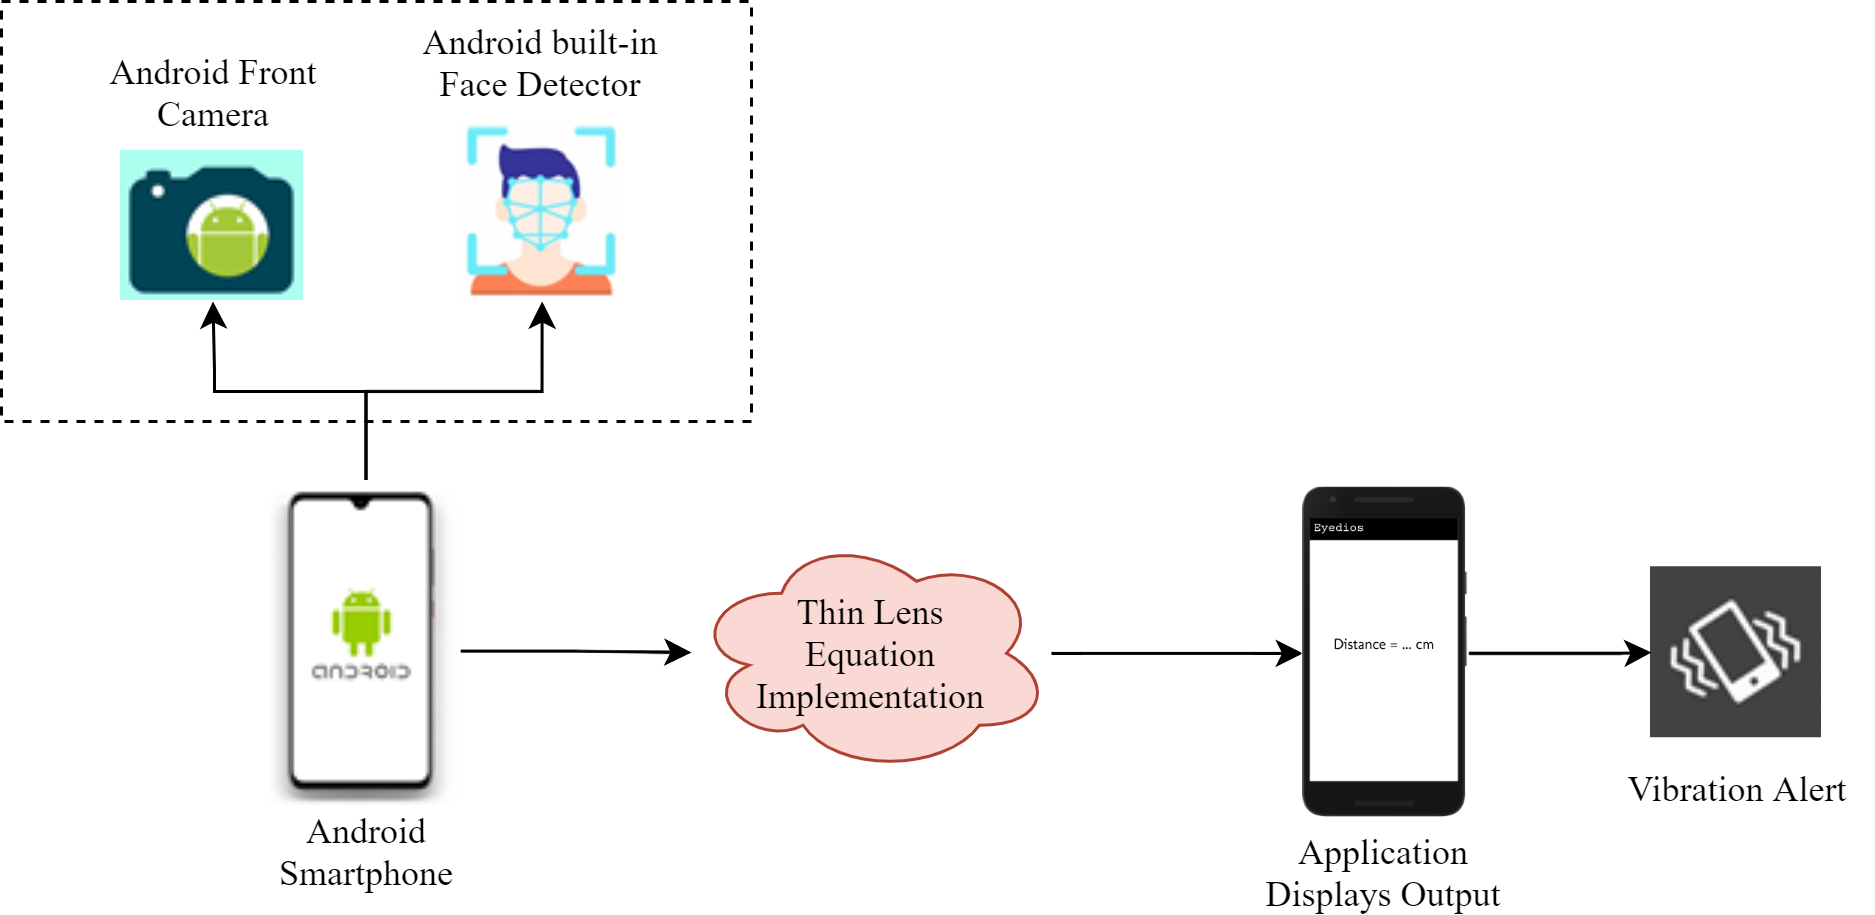 Android Front
Camera
Android built-in
Face Detector
ANDROID
Android
Smartphone
Thin Lens
Equation
Implementation
Eyedios
Distance = ... cm
Application
Displays Output
Vibration Alert